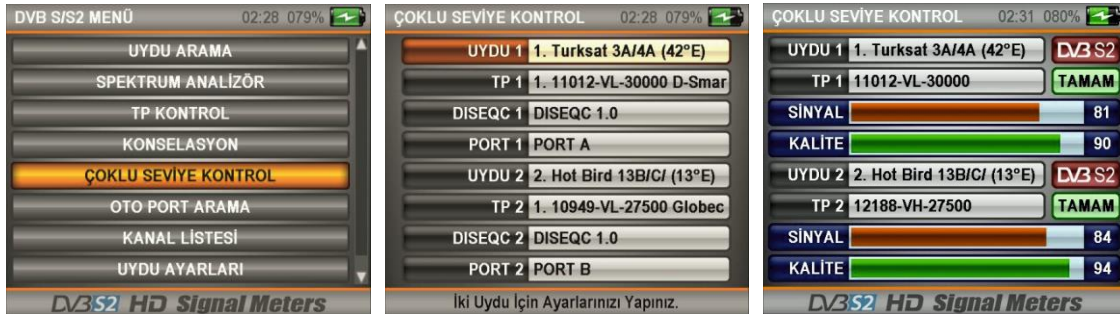 DVB S/S2 MENÜ 02:28 079%
UYDU ARAMA
SPEKTRUM ANALİZÖR
TP KONTROL
KONSELASYON
ÇOKLU SEVİYE KONTROL
OTO PORT ARAMA
KANAL LİSTESİ
UYDU AYARLARI
DVB S2 HD Signal Meters
ÇOKLU SEVİYE KONTROL 02:28 079%
UYDU 1 1. Turksat 3A/4A (42ºE)
TP 1 1. 11012-VL-30000 D-Smar
DISEQC 1 DISEQC 1.0
PORT 1 PORT A
UYDU 2 2. Hot Bird 13B/C/ (13ºE)
TP 2 1. 10949-VL-27500 Globec
DISEQC 2 DISEQC 1.0
PORT 2 PORT B
İki Uydu İçin Ayarlarınızı Yapınız.
ÇOKLU SEVİYE KONTROL 02:31 080%
UYDU 1 1. Turksat 3A/4A (42ºE) DVB S2
TP 1 11012-VL-30000 TAMAM
SİNYAL 81
KALİTE 90
UYDU 2 2. Hot Bird 13B/C/ (13ºE) DVB S2
TP 2 12188-VH-27500 TAMAM
SİNYAL 84
KALİTE 94
DVB S2 HD Signal Meters